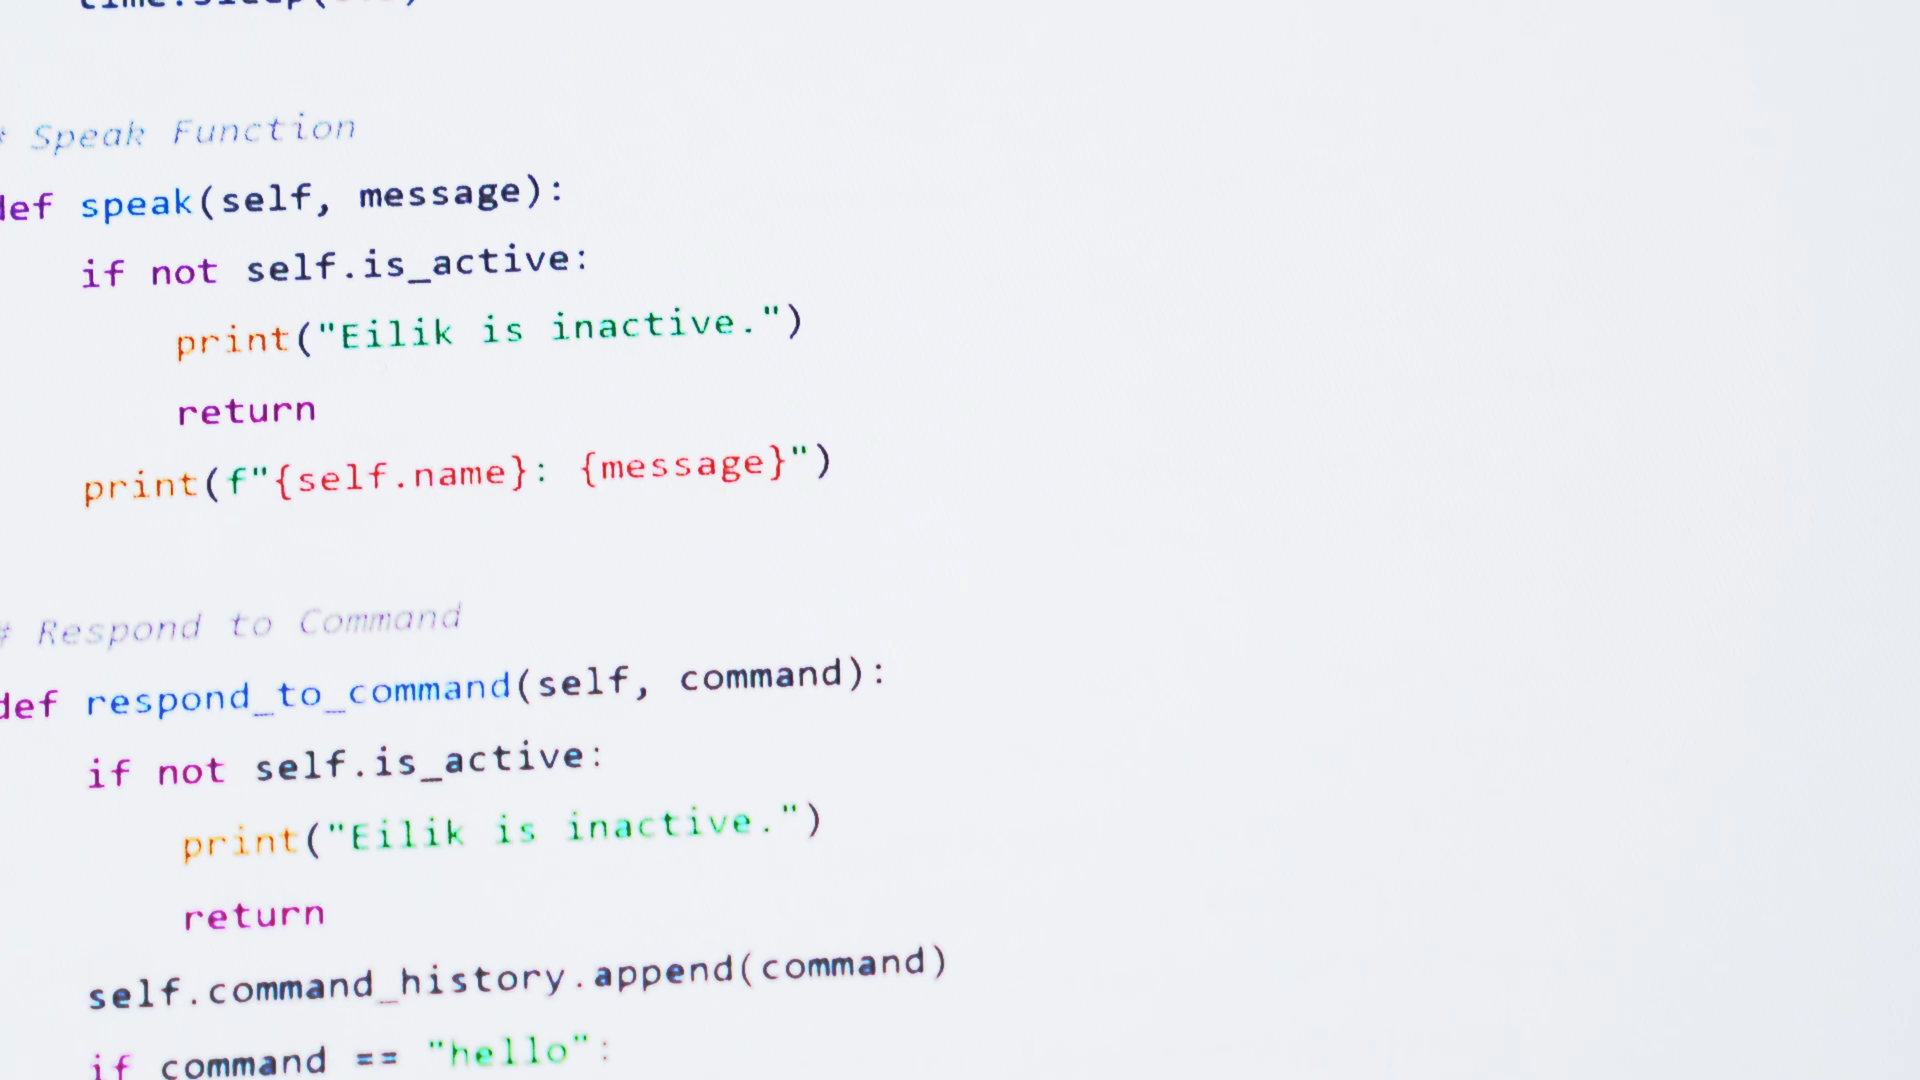 # Speak Function
def speak(self, message):
if not self.is_active:
print("Eilik is inactive.")
return
print(f"{self.name}: {message}")
# Respond to Command
def respond_to_command(self, command):
if not self.is_active:
print("Eilik is inactive.")
return
self.command_history.append(command)
if command == "hello":